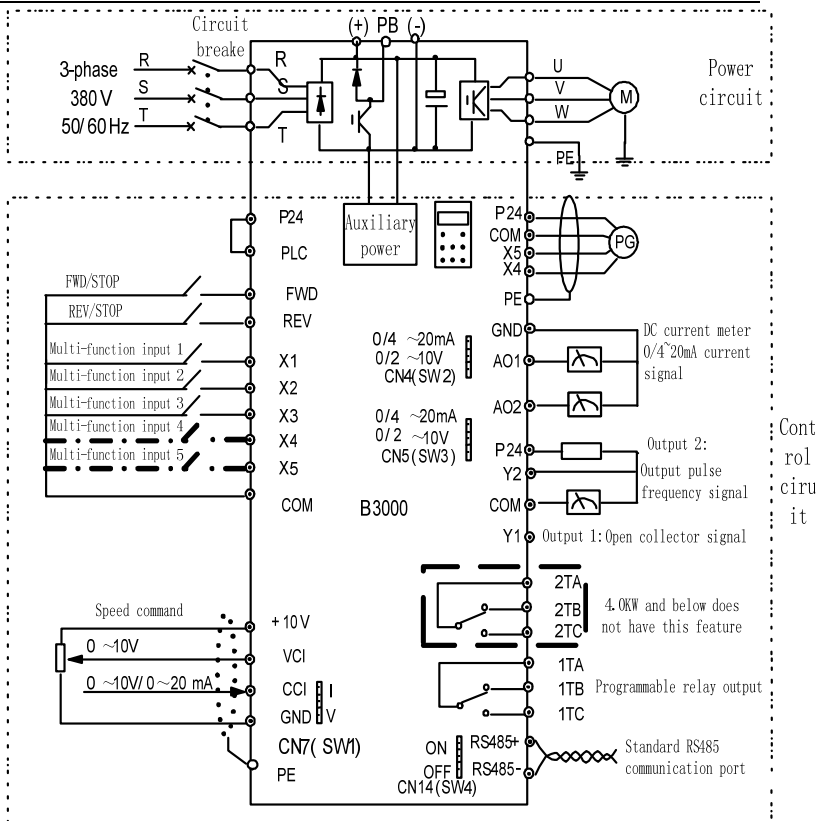 Circuit
breake
(+) PB (-)
3-phase
380V
50/60Hz
R
S
T
R
S
T
U
V
W
M
PE
Power
circuit
P24
PLC
Auxiliary
power
P24
COM
X5
X4
PG
PE
FWD/STOP
FWD
REV/STOP
REV
Multi-function input 1
X1
Multi-function input 2
X2
Multi-function input 3
X3
Multi-function input 4
X4
Multi-function input 5
X5
COM
B3000
0/4 ~20mA
0/2 ~10V
CN4(SW2)
0/4 ~20mA
0/2 ~10V
CN5(SW3)
GND
AO1
AO2
DC current meter
0/4~20mA current
signal
P24
Y2
COM
Output 2:
Output pulse
frequency signal
Y1
Output 1:Open collector signal
Cont
rol
ciru
it
2TA
2TB
2TC
4.0KW and below does
not have this feature
1TA
1TB
1TC
Programmable relay output
Speed command
+10V
0 ~10V
VCI
0 ~10V/0~20 mA
CCI
I
GND
V
CN7(SW1)
PE
ON
OFF
CN14(SW4)
RS485+
RS485-
Standard RS485
communication port